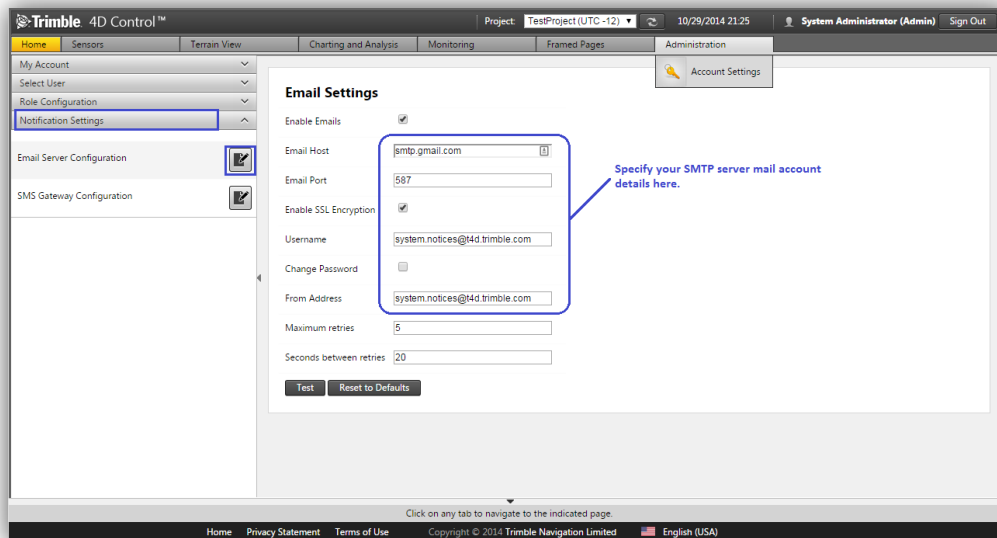 Trimble. 4D Control™
Project: TestProject (UTC -12) 10/29/2014 21:25 System Administrator (Admin) Sign Out
Home Sensors Terrain View Charting and Analysis Monitoring Framed Pages Administration
Account Settings
My Account
Select User
Role Configuration
Notification Settings
Email Server Configuration
SMS Gateway Configuration
Email Settings
Enable Emails
Email Host smtp.gmail.com
Email Port 587
Enable SSL Encryption
Username system.notices@t4d.trimble.com
Change Password
From Address system.notices@t4d.trimble.com
Maximum retries 5
Seconds between retries 20
Test Reset to Defaults
Specify your SMTP server mail account
details here.
Click on any tab to navigate to the indicated page.
Home Privacy Statement Terms of Use Copyright © 2014 Trimble Navigation Limited English (USA)